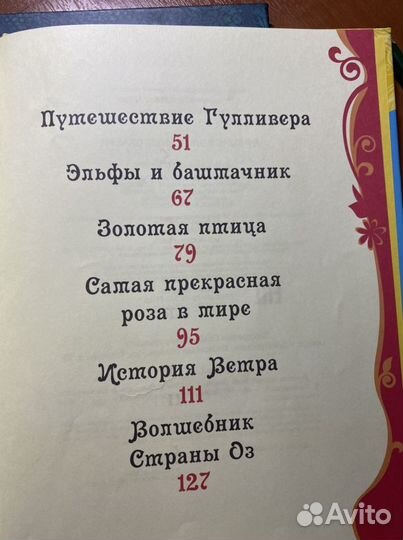 Путешествие Гулливера
51
Эльфы и башмачник
67
Золотая птица
79
Самая прекрасная
роза в мире
95
История Ветра
111
Волшебник
Страны Оз
127
Avito